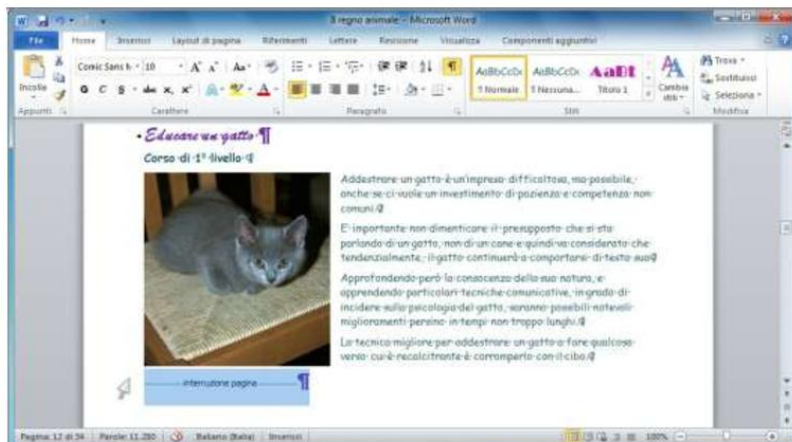 Il regno animale - Microsoft Word
File Home Inserisci Layout di pagina Riferimenti Lettere Revisione Visualizza Componenti aggiuntivi
Incolla
Comic Sans M 10
AaBbCcDc AaBbCcDc AaBl
¶ Normale ¶ Nessuna... Titolo 1
Cambia stili
Trova
Sostituisci
Seleziona
Appunti Carattere Paragrafo Stili Modifica
Educare un gatto ¶
Corso di 1° livello
Addestrare un gatto è un'impresa difficoltosa, ma possibile,
anche se ci vuole un investimento di pazienza e competenza non
comuni.
E' importante non dimenticare il presupposto che si sta
parlando di un gatto, non di un cane e quindi va considerato che
tendenzialmente, il gatto continuerà a comportarsi di testa sua
Approfondendo però la conoscenza della sua natura, e
apprendendo particolari tecniche comunicative, in grado di
incidere sulla psicologia del gatto, saranno possibili notevoli
miglioramenti persino in tempi non troppo lunghi.
La tecnica migliore per addestrare un gatto a fare qualcosa
verso cui è recalcitrante è corromperlo con il cibo.
interruzione pagina ¶
Pagina: 12 di 34 Parole: 11.280 Italiano (Italia) Inserisci 100%